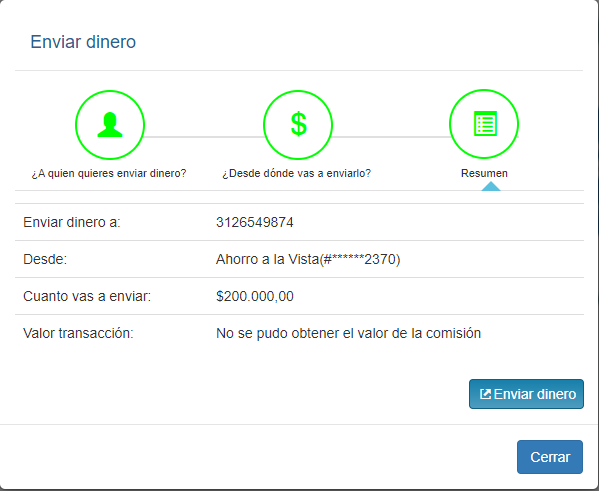 Enviar dinero
$
¿A quien quieres enviar dinero? ¿Desde dónde vas a enviarlo? Resumen
Enviar dinero a: 3126549874
Desde: Ahorro a la Vista(#******2370)
Cuanto vas a enviar: $200.000,00
Valor transacción: No se pudo obtener el valor de la comisión
Enviar dinero
Cerrar